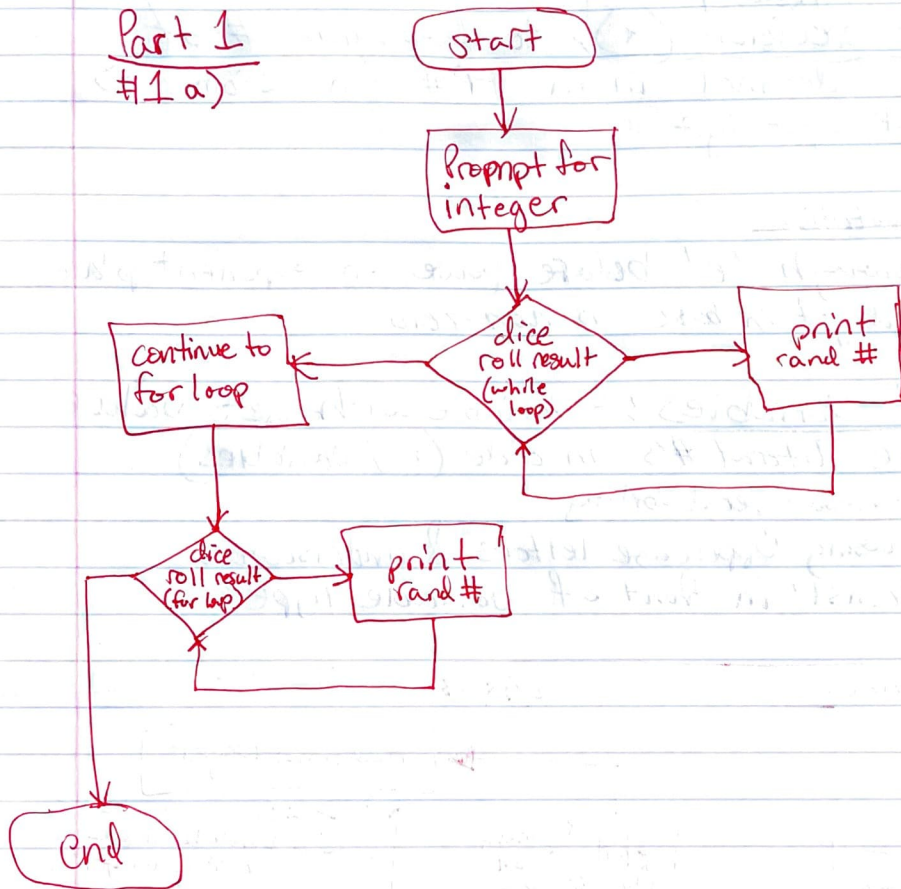 Part 1
#1 a)
start
Propnpt for
integer
dice
roll result
(while
loop)
print
rand #
continue to
for loop
dice
roll result
(for loop)
print
rand #
end